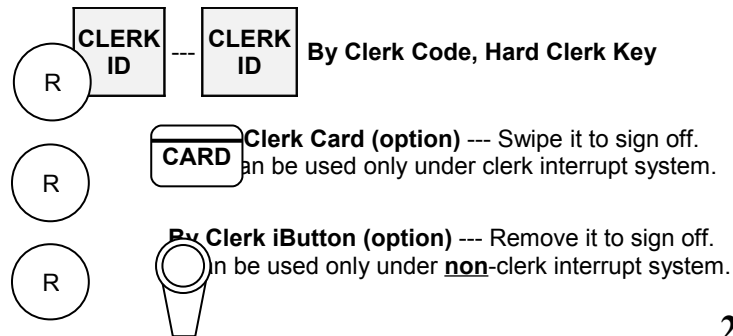 CLERK ID --- CLERK ID By Clerk Code, Hard Clerk Key
R
CARD Clerk Card (option) --- Swipe it to sign off.
R an be used only under clerk interrupt system.
By Clerk iButton (option) --- Remove it to sign off.
R n be used only under non-clerk interrupt system.
2